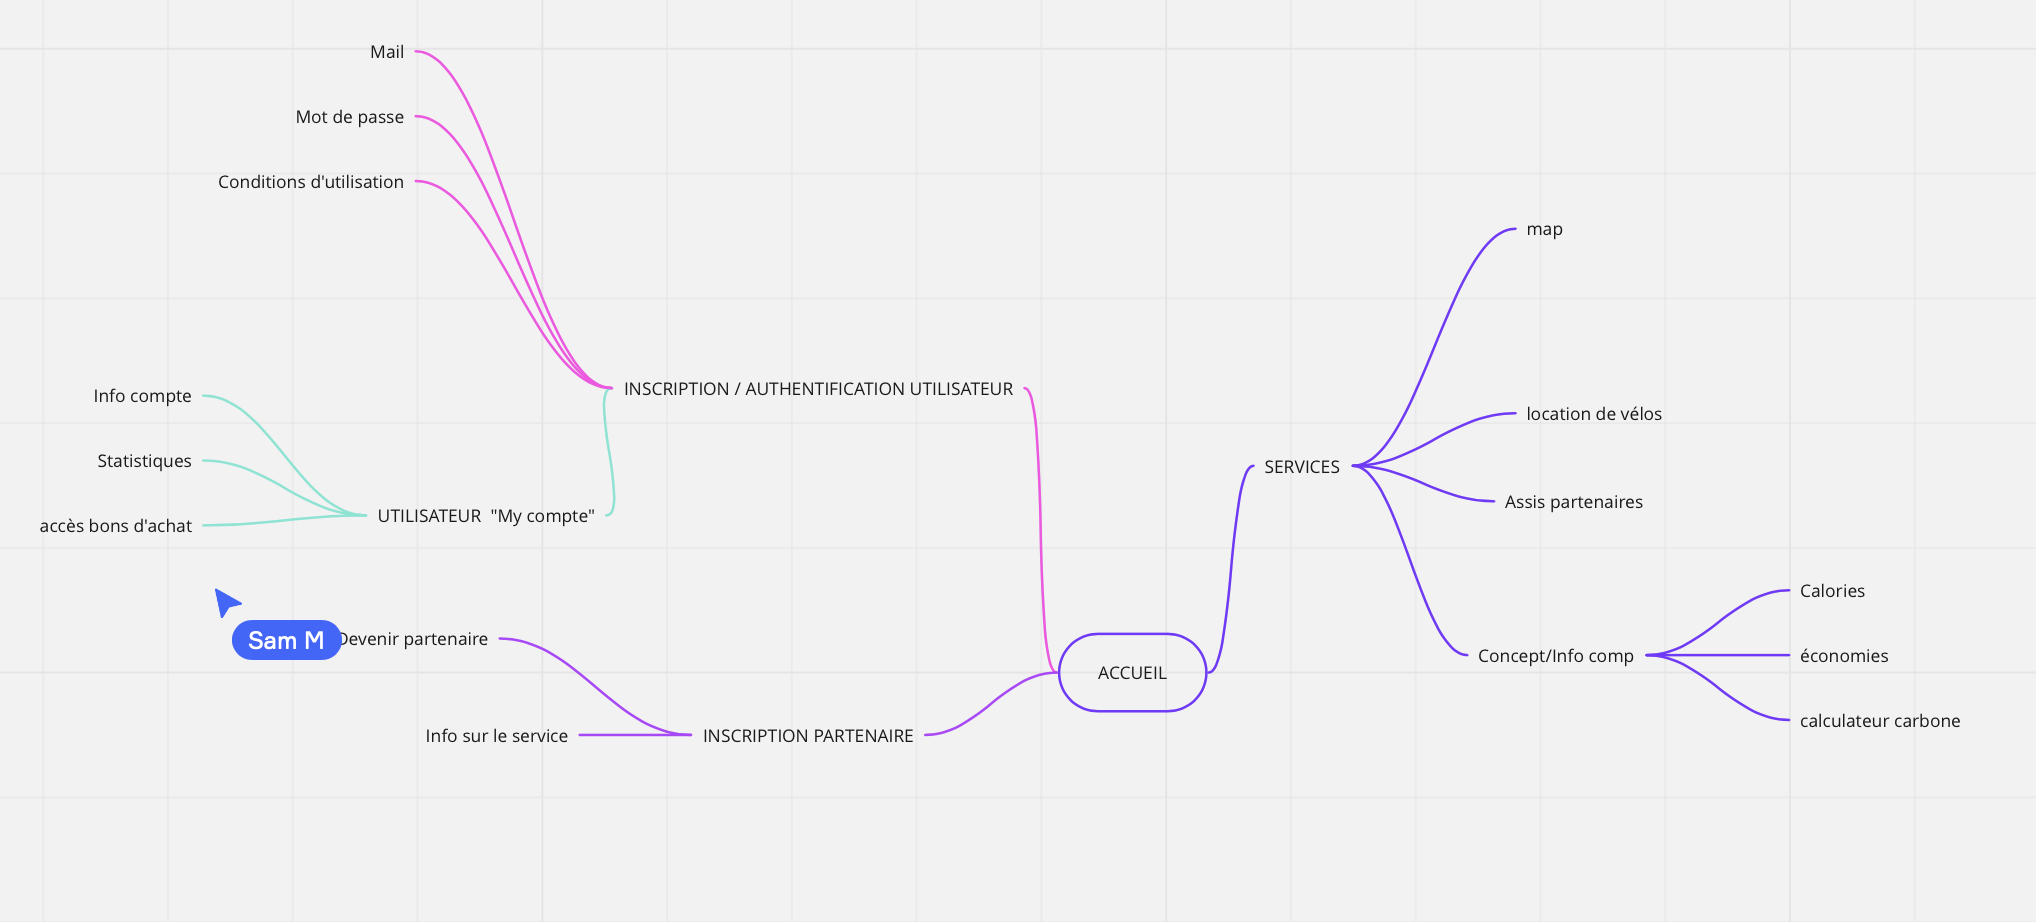 Mail
Mot de passe
Conditions d'utilisation
INSCRIPTION / AUTHENTIFICATION UTILISATEUR
Info compte
Statistiques
accès bons d'achat
UTILISATEUR "My compte"
Sam M
Devenir partenaire
Info sur le service
INSCRIPTION PARTENAIRE
ACCUEIL
SERVICES
map
location de vélos
Assis partenaires
Concept/Info comp
Calories
économies
calculateur carbone